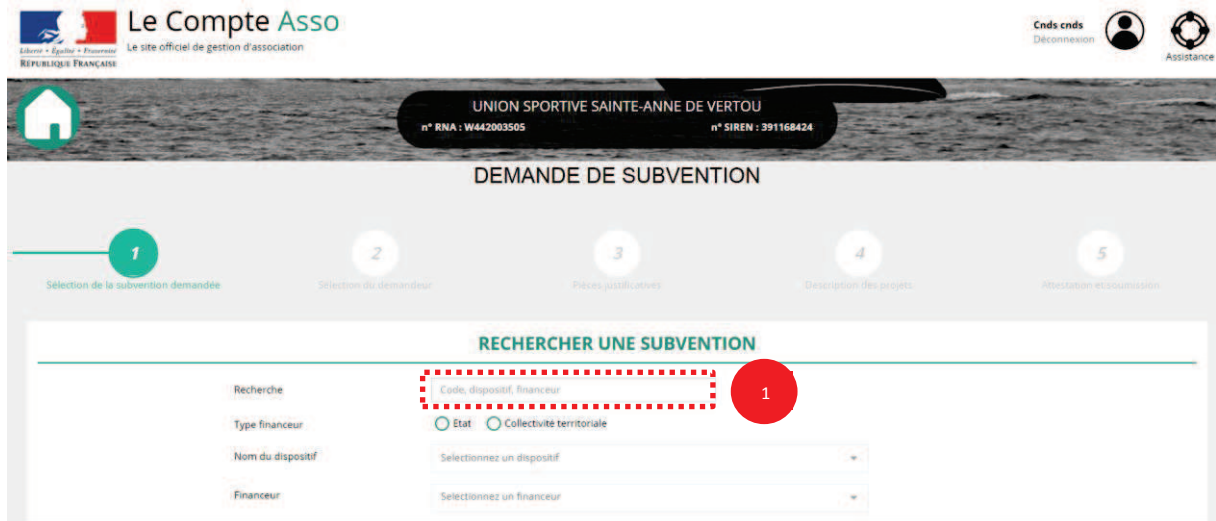 Le Compte Asso
Le site officiel de gestion d'association
Liberté • Égalité • Fraternité
RÉPUBLIQUE FRANÇAISE
Cnds cnds
Déconnexion
Assistance
UNION SPORTIVE SAINTE-ANNE DE VERTOU
n° RNA : W442003505 n° SIREN : 391168424
DEMANDE DE SUBVENTION
1 2 3 4 5
Sélection de la subvention demandée Sélection du demandeur Pièces justificatives Description des projets Attestation et soumission
RECHERCHER UNE SUBVENTION
Recherche Code, dispositif, financeur 1
Type financeur Etat Collectivité territoriale
Nom du dispositif Selectionnez un dispositif
Financeur Selectionnez un financeur